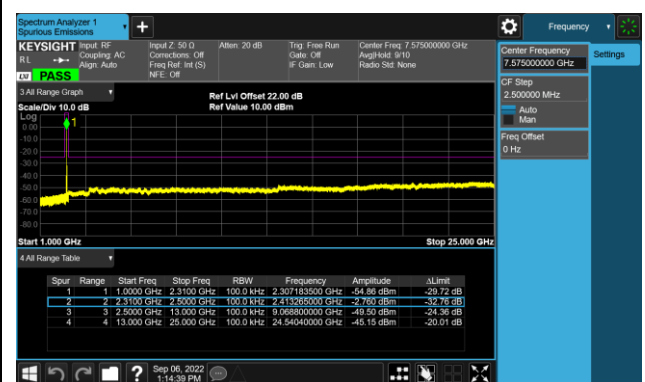 Spectrum Analyzer 1
Spurious Emissions
Frequency
KEYSIGHT Input: RF Input Z: 50 Ω Atten: 20 dB Trig: Free Run Center Freq: 7.575000000 GHz
RL Coupling: AC Corrections: Off Gate: Off Avg|Hold: 9/10
Align: Auto Freq Ref: Int (S) IF Gain: Low Radio Std: None
NFE: Off
LXI PASS
Center Frequency
7.575000000 GHz
Settings
CF Step
2.500000 MHz
Auto
Man
Freq Offset
0 Hz
3 All Range Graph
Ref Lvl Offset 22.00 dB
Scale/Div 10.0 dB Ref Value 10.00 dBm
Log
0.00
1
-10.0
-20.0
-30.0
-40.0
-50.0
-60.0
-70.0
-80.0
Start 1.000 GHz Stop 25.000 GHz
4 All Range Table
Spur Range Start Freq Stop Freq RBW Frequency Amplitude ΔLimit
1 1 1.0000 GHz 2.3100 GHz 100.0 kHz 2.307183500 GHz -54.86 dBm -29.72 dB
2 2 2.3100 GHz 2.5000 GHz 100.0 kHz 2.413265000 GHz -2.760 dBm -32.76 dB
3 3 2.5000 GHz 13.000 GHz 100.0 kHz 9.068800000 GHz -49.50 dBm -24.36 dB
4 4 13.000 GHz 25.000 GHz 100.0 kHz 24.54040000 GHz -45.15 dBm -20.01 dB
Sep 06, 2022
1:14:39 PM